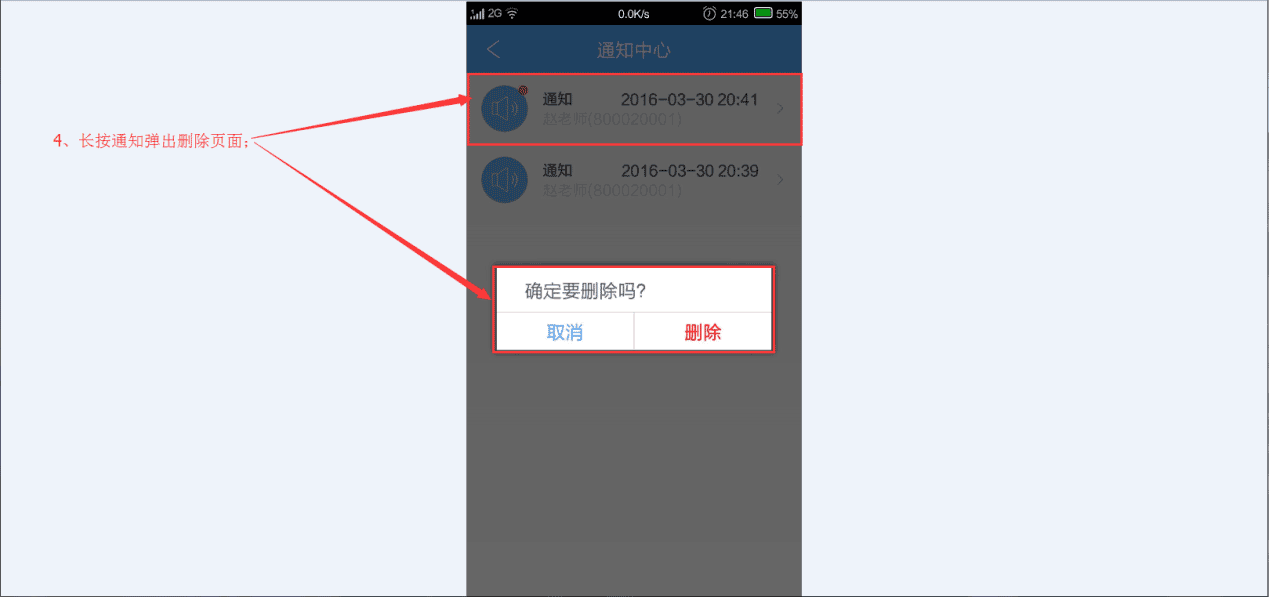 2G 0.0K/s 21:46 55%
通知中心
通知 2016-03-30 20:41
赵老师(800020001)
4、长按通知弹出删除页面;
通知 2016-03-30 20:39
赵老师(800020001)
确定要删除吗?
取消 删除